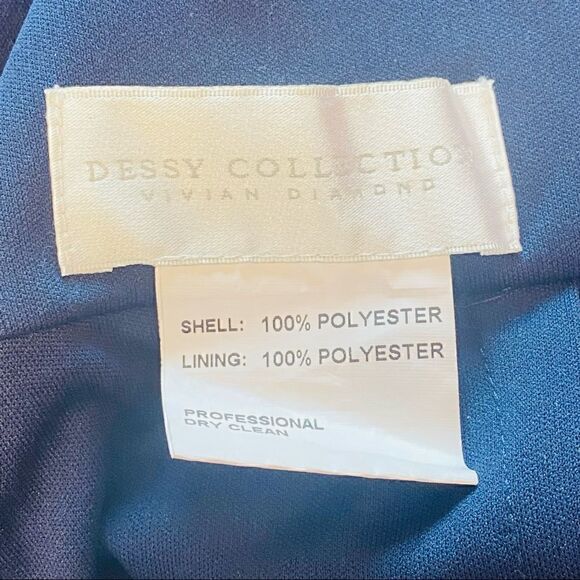 DESSY COLLECTION
VIVIAN DIAMOND
SHELL: 100% POLYESTER
LINING: 100% POLYESTER
PROFESSIONAL
DRY CLEAN